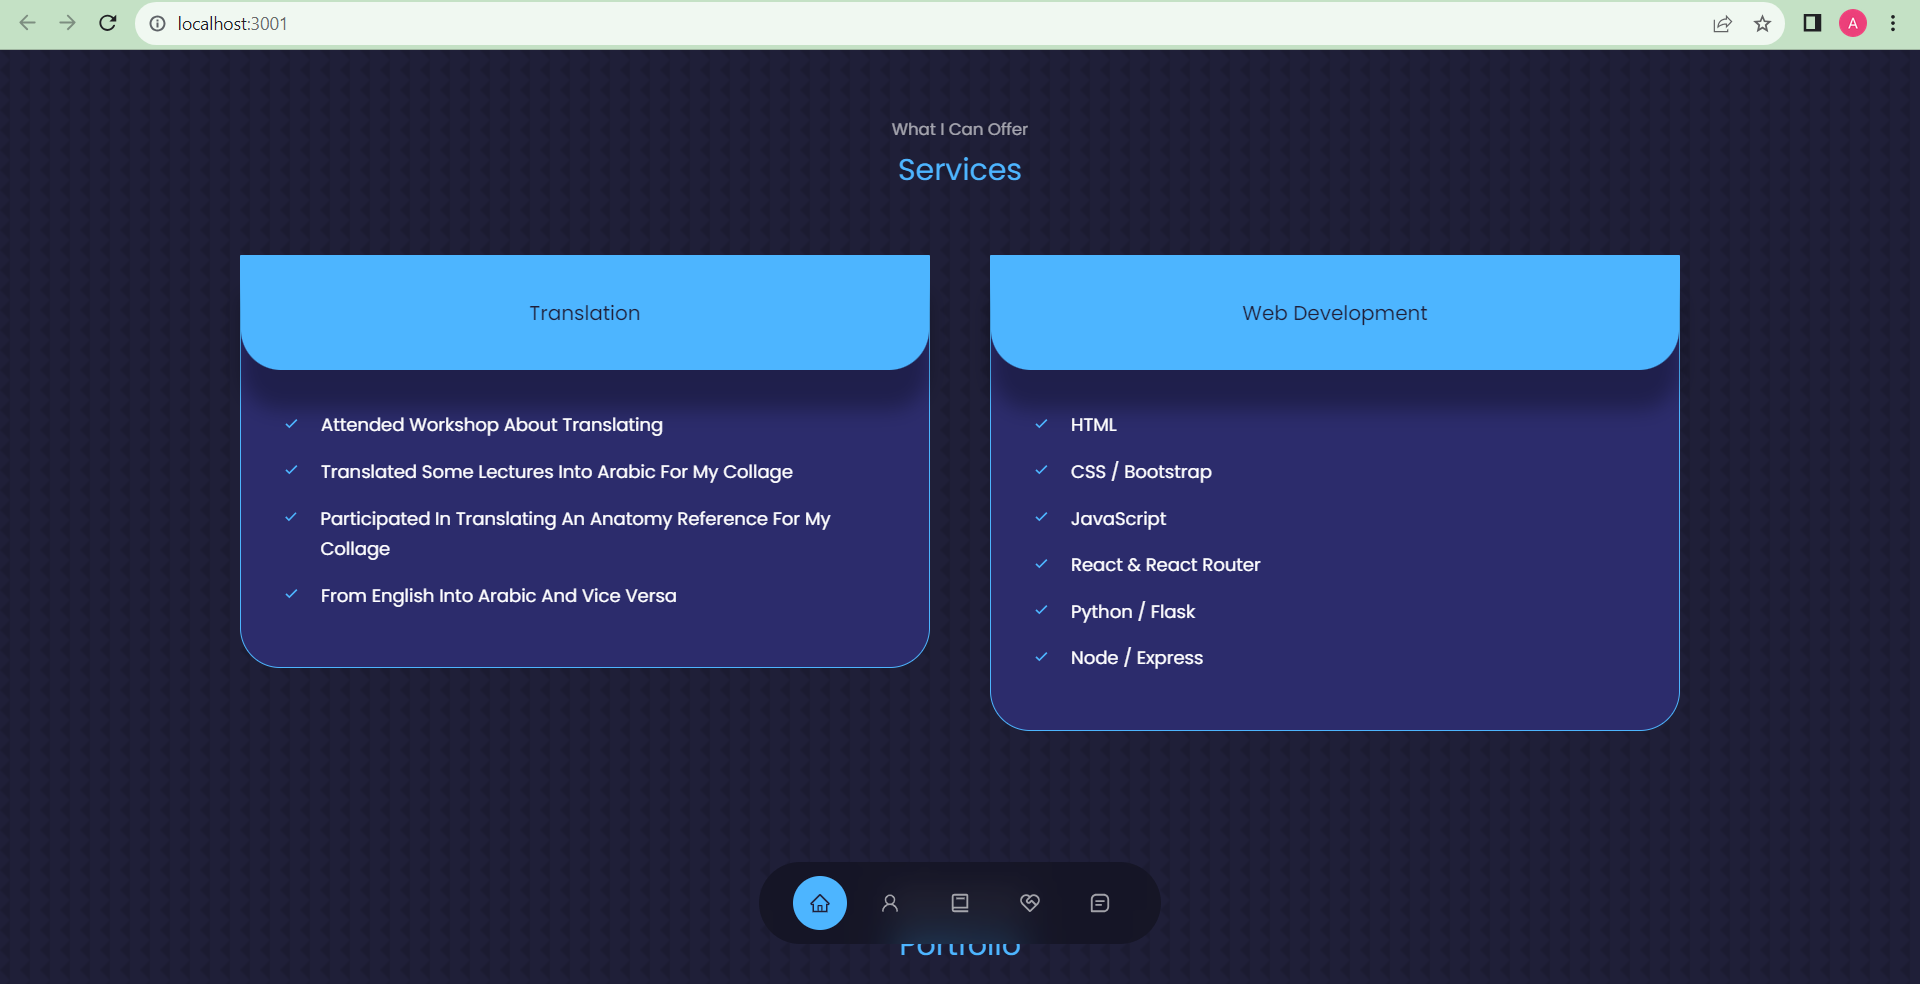 localhost:3001
A
What I Can Offer
Services
Translation
Attended Workshop About Translating
Translated Some Lectures Into Arabic For My Collage
Participated In Translating An Anatomy Reference For My
Collage
From English Into Arabic And Vice Versa
Web Development
HTML
CSS / Bootstrap
JavaScript
React & React Router
Python / Flask
Node / Express
Portfolio